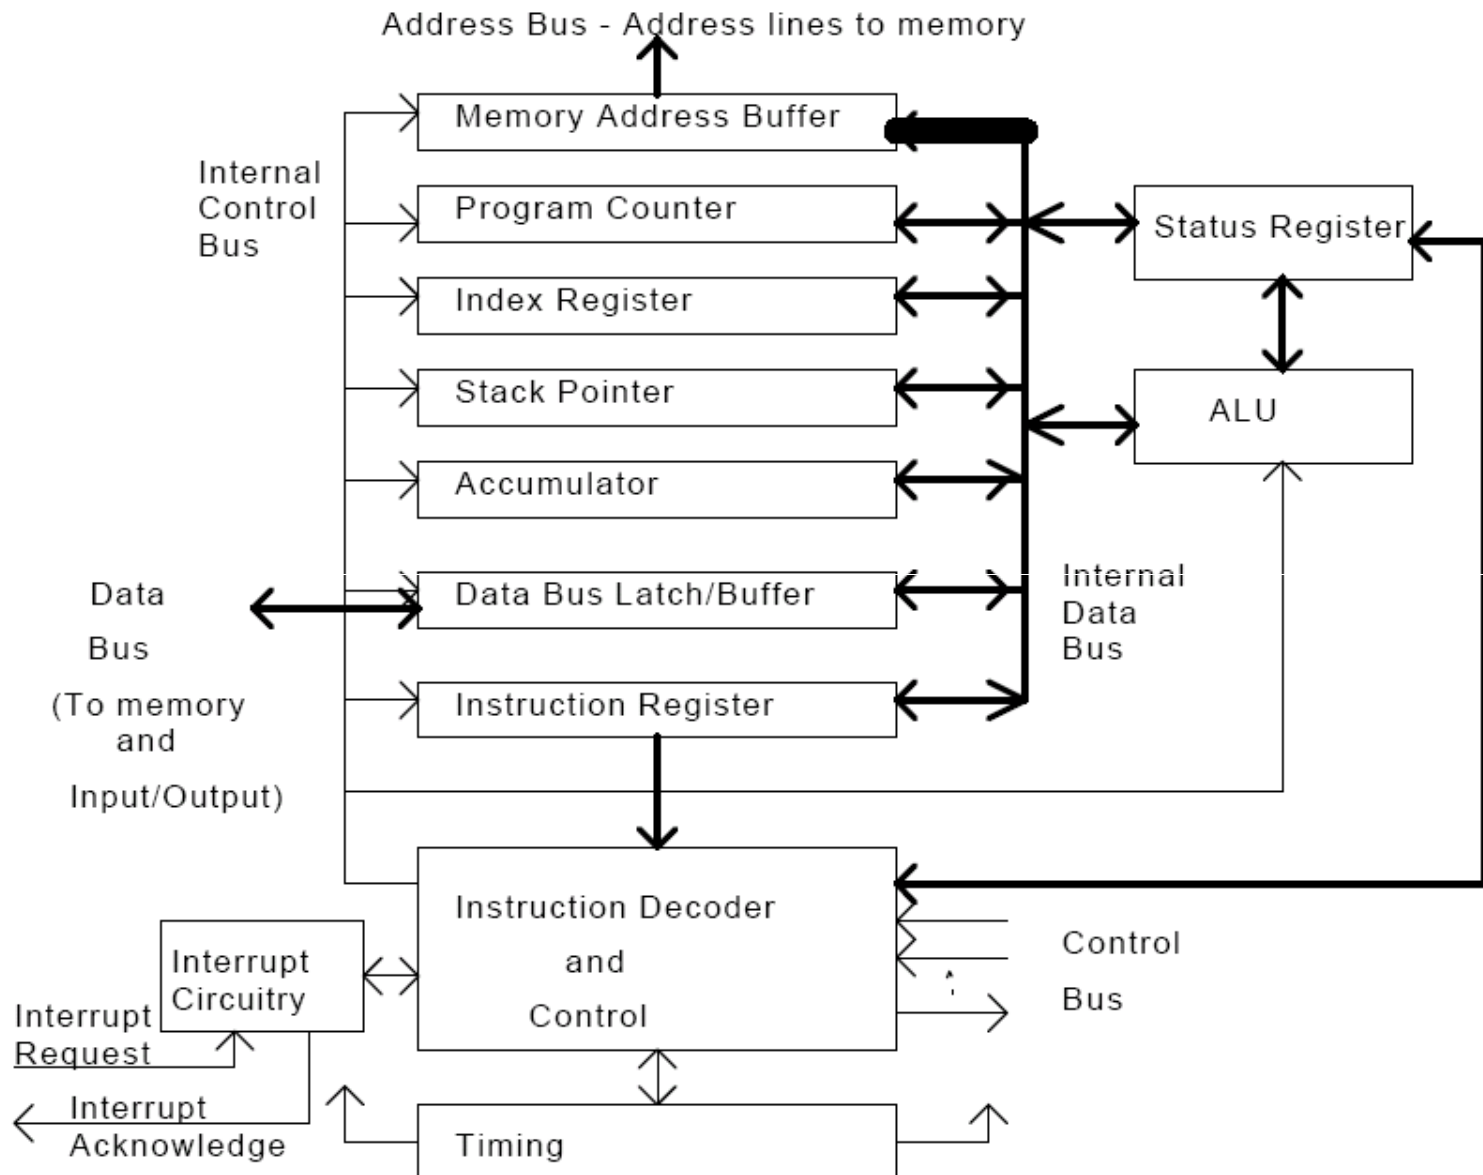 Address Bus - Address lines to memory
Memory Address Buffer
Internal
Control
Bus
Program Counter
Status Register
Index Register
Stack Pointer
ALU
Accumulator
Data
Bus
(To memory
and
Input/Output)
Data Bus Latch/Buffer
Internal
Data
Bus
Instruction Register
Instruction Decoder
and
Control
Control
Bus
Interrupt
Circuitry
Interrupt
Request
Interrupt
Acknowledge
Timing